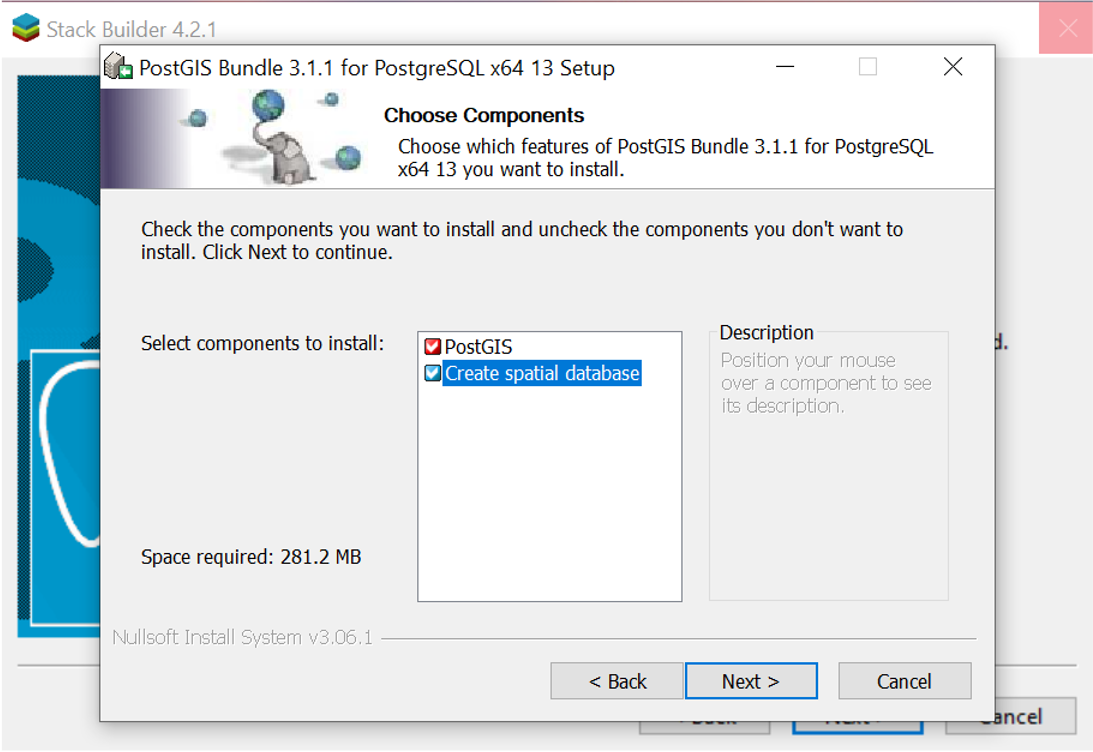 Stack Builder 4.2.1
PostGIS Bundle 3.1.1 for PostgreSQL x64 13 Setup
Choose Components
Choose which features of PostGIS Bundle 3.1.1 for PostgreSQL
x64 13 you want to install.
Check the components you want to install and uncheck the components you don't want to
install. Click Next to continue.
Select components to install:
PostGIS
Create spatial database
Description
Position your mouse
over a component to see
its description.
d.
Space required: 281.2 MB
Nullsoft Install System v3.06.1
< Back
Next >
Cancel
Cancel